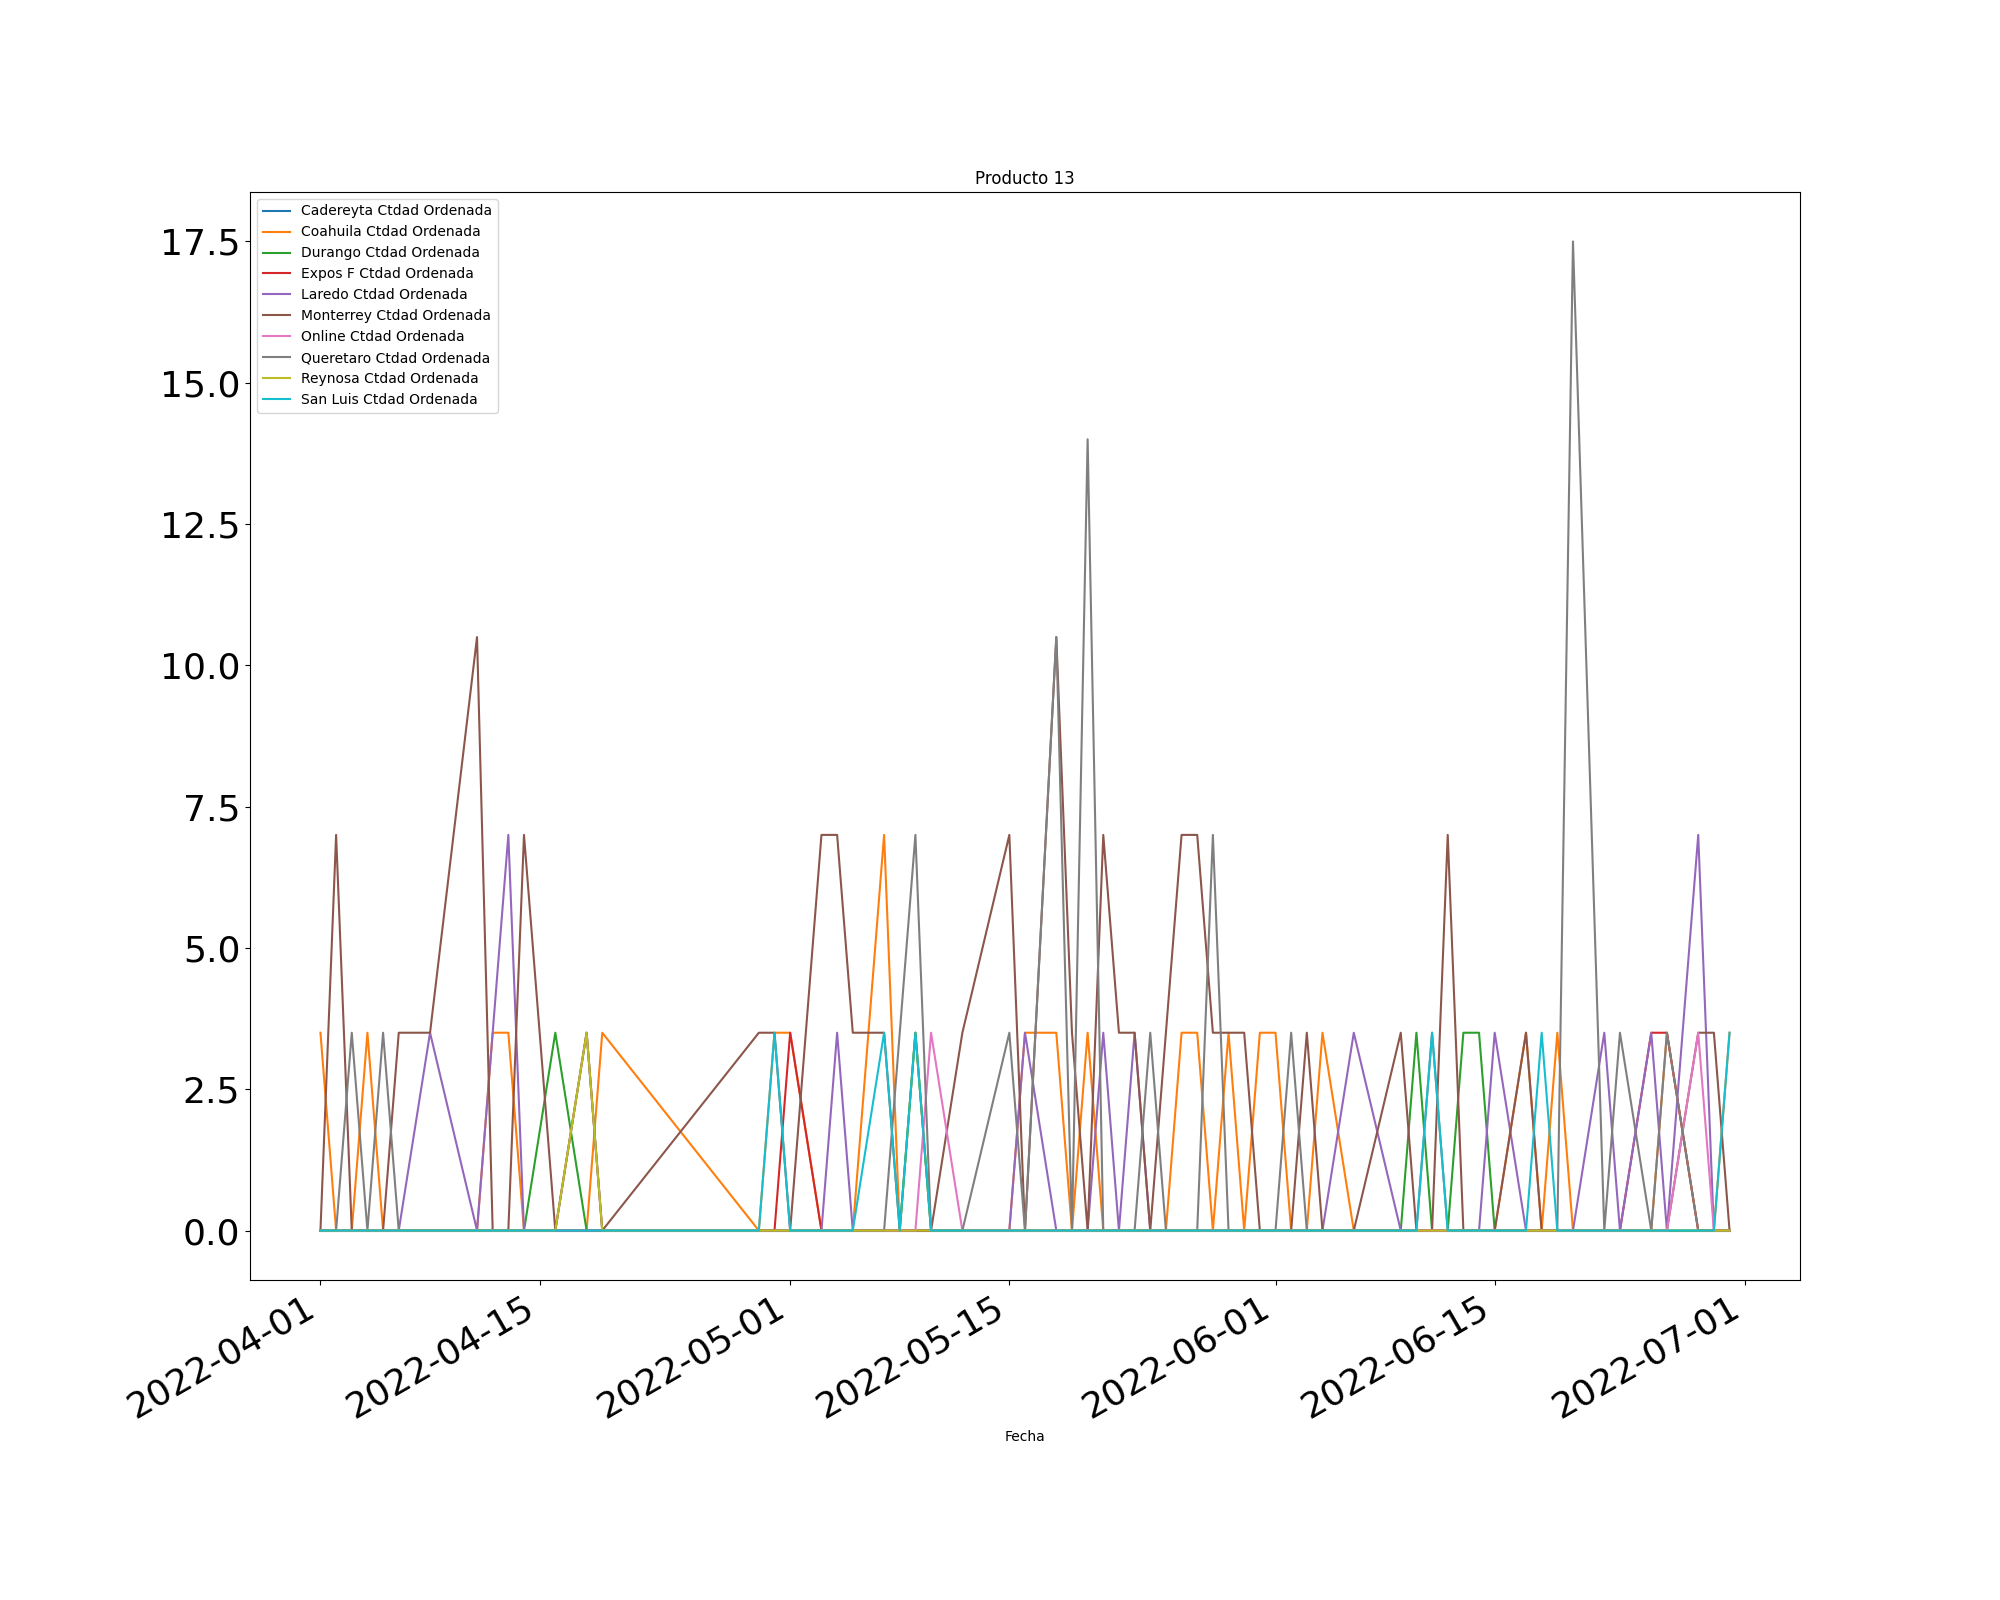 Producto 13
Cadereyta Ctdad Ordenada
Coahuila Ctdad Ordenada
Durango Ctdad Ordenada
Expos F Ctdad Ordenada
Laredo Ctdad Ordenada
Monterrey Ctdad Ordenada
Online Ctdad Ordenada
Queretaro Ctdad Ordenada
Reynosa Ctdad Ordenada
San Luis Ctdad Ordenada
17.5
15.0
12.5
10.0
7.5
5.0
2.5
0.0
2022-04-01
2022-04-15
2022-05-01
2022-05-15
2022-06-01
2022-06-15
2022-07-01
Fecha